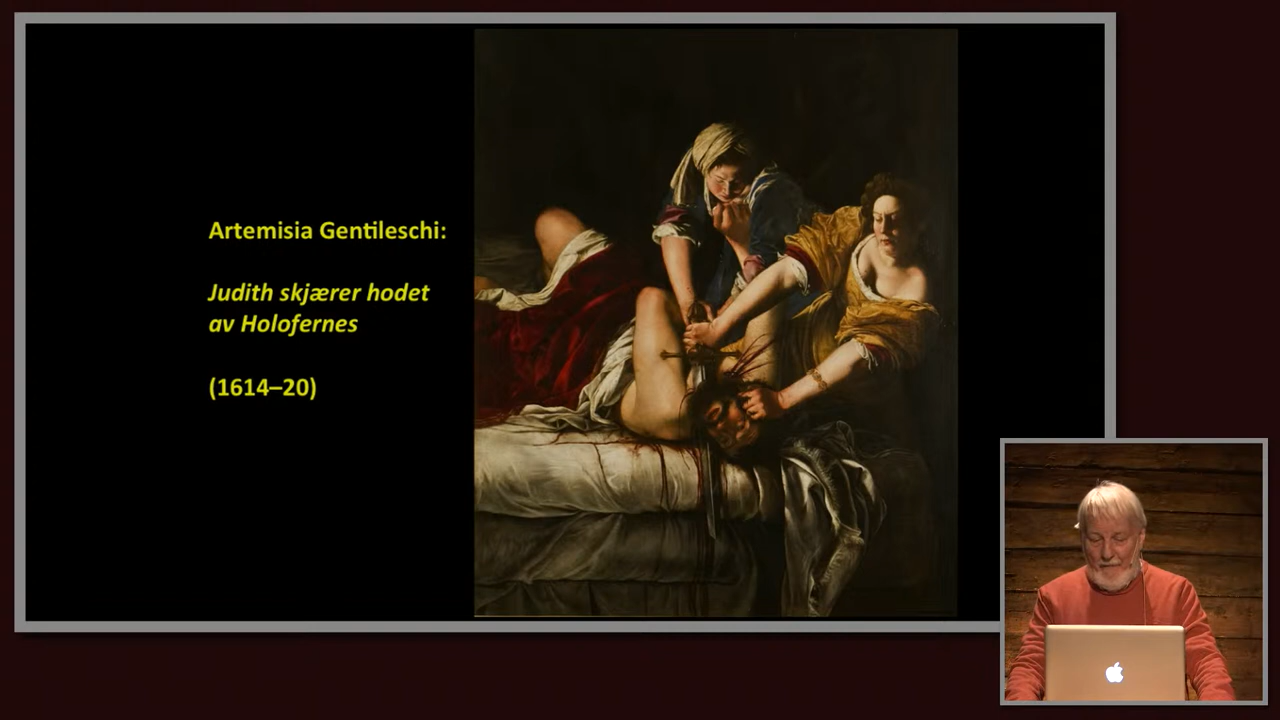 Artemisia Gentileschi:
Judith skjærer hodet
av Holofernes
(1614–20)